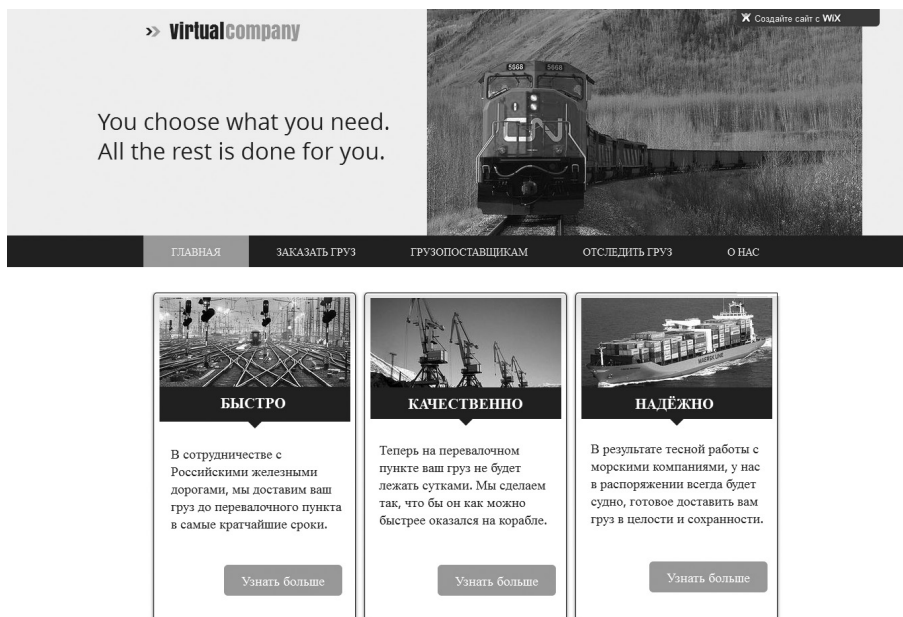 » Virtualcompany
Создайте сайт с WiX
5668 5668
CN
You choose what you need.
All the rest is done for you.
ГЛАВНАЯ ЗАКАЗАТЬ ГРУЗ ГРУЗОПОСТАВЩИКАМ ОТСЛЕДИТЬ ГРУЗ О НАС
БЫСТРО
В сотрудничестве с
Российскими железными
дорогами, мы доставим ваш
груз до перевалочного пункта
в самые кратчайшие сроки.
Узнать больше
КАЧЕСТВЕННО
Теперь на перевалочном
пункте ваш груз не будет
лежать сутками. Мы сделаем
так, что бы он как можно
быстрее оказался на корабле.
Узнать больше
MAERSK LINE
НАДЁЖНО
В результате тесной работы с
морскими компаниями, у нас
в распоряжении всегда будет
судно, готовое доставить вам
груз в целости и сохранности.
Узнать больше